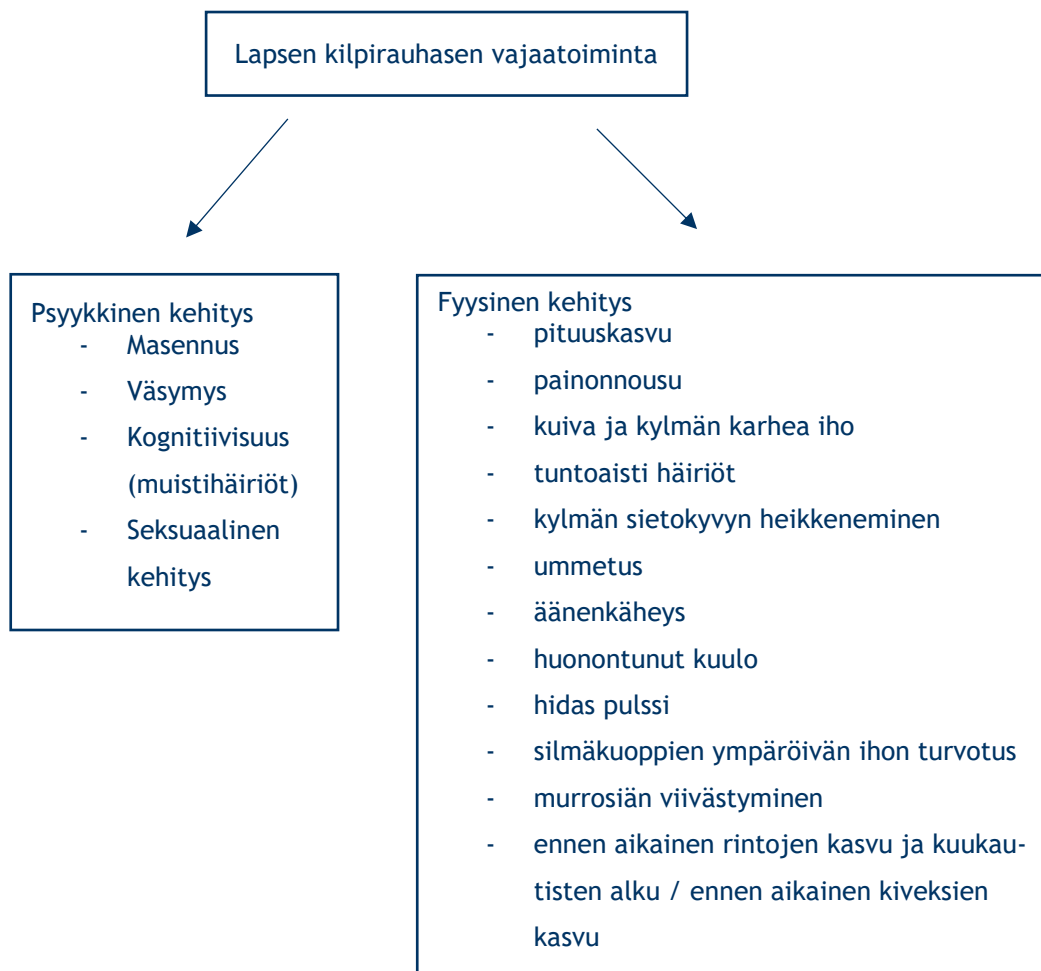 Lapsen kilpirauhasen vajaatoiminta
Psyykkinen kehitys
- Masennus
- Väsymys
- Kognitiivisuus
(muistihäiriöt)
- Seksuaalinen
kehitys
Fyysinen kehitys
- pituuskasvu
- painonnousu
- kuiva ja kylmän karhea iho
- tuntoaisti häiriöt
- kylmän sietokyvyn heikkeneminen
- ummetus
- äänenkäheys
- huonontunut kuulo
- hidas pulssi
- silmäkuoppien ympäröivän ihon turvotus
- murrosiän viivästyminen
- ennen aikainen rintojen kasvu ja kuukau-
tisten alku / ennen aikainen kiveksien
kasvu